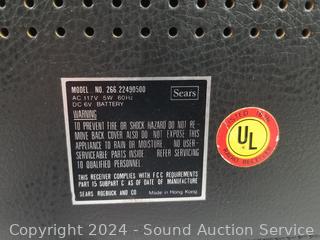 MODEL NO. 266.22490500
AC 117V 5W 60Hz
DC 6V BATTERY
Sears
WARNING
TO PREVENT FIRE OR SHOCK HAZARD DO NOT RE-
MOVE BACK COVER ALSO DO NOT EXPOSE THIS
APPLIANCE TO RAIN OR MOISTURE NO USER-
SERVICEABLE PARTS INSIDE REFER SERVICING
TO QUALIFIED PERSONNEL
THIS RECEIVER COMPLIES WITH FCC REQUIREMENTS
PART 15 SUBPART C AS OF DATE OF MANUFACTURE
SEARS ROEBUCK AND CO. Made in Hong Kong
LISTED
UL
Copyright 2024 - Sound Auction Service